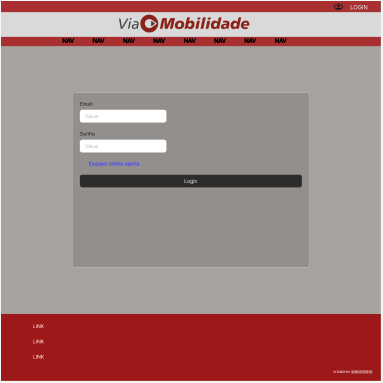 LOGIN
ViaMobilidade
NAV NAV NAV NAV NAV NAV NAV NAV
Email
Value
Senha
Value
Esqueci minha senha
Login
LINK
LINK
LINK